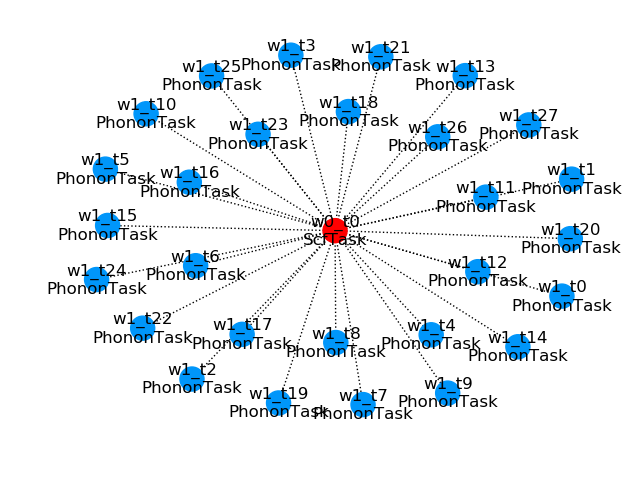 w1_t3
PhononTask
w1_t21
PhononTask
w1_t25
PhononTask
w1_t13
PhononTask
w1_t10
PhononTask
w1_t18
PhononTask
w1_t23
PhononTask
w1_t26
PhononTask
w1_t27
PhononTask
w1_t5
PhononTask
w1_t16
PhononTask
w1_t11
PhononTask
w1_t1
PhononTask
w1_t15
PhononTask
w0_t0
ScrTask
w1_t20
PhononTask
w1_t24
PhononTask
w1_t6
PhononTask
w1_t12
PhononTask
w1_t0
PhononTask
w1_t22
PhononTask
w1_t17
PhononTask
w1_t8
PhononTask
w1_t4
PhononTask
w1_t14
PhononTask
w1_t2
PhononTask
w1_t19
PhononTask
w1_t7
PhononTask
w1_t9
PhononTask